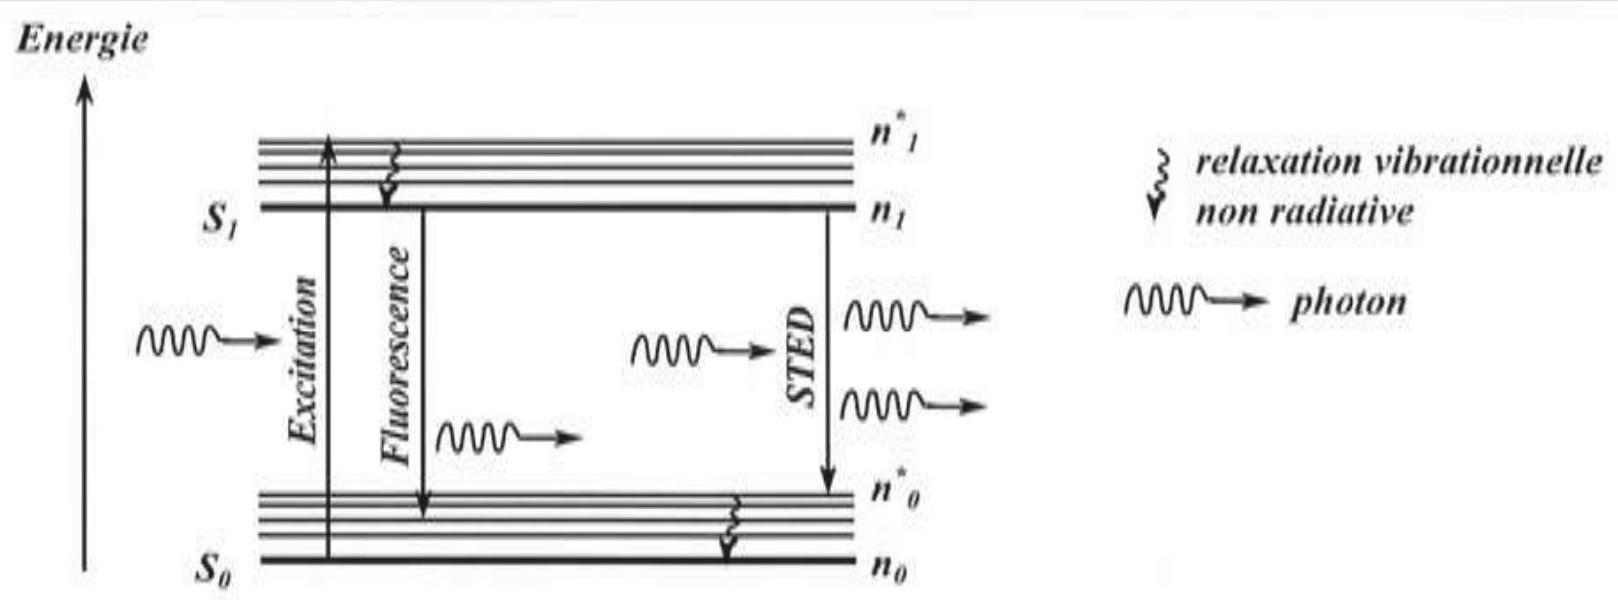 Energie
n*1
S1
n1
Excitation
Fluorescence
STED
n*0
S0
n0
relaxation vibrationnelle
non radiative
photon